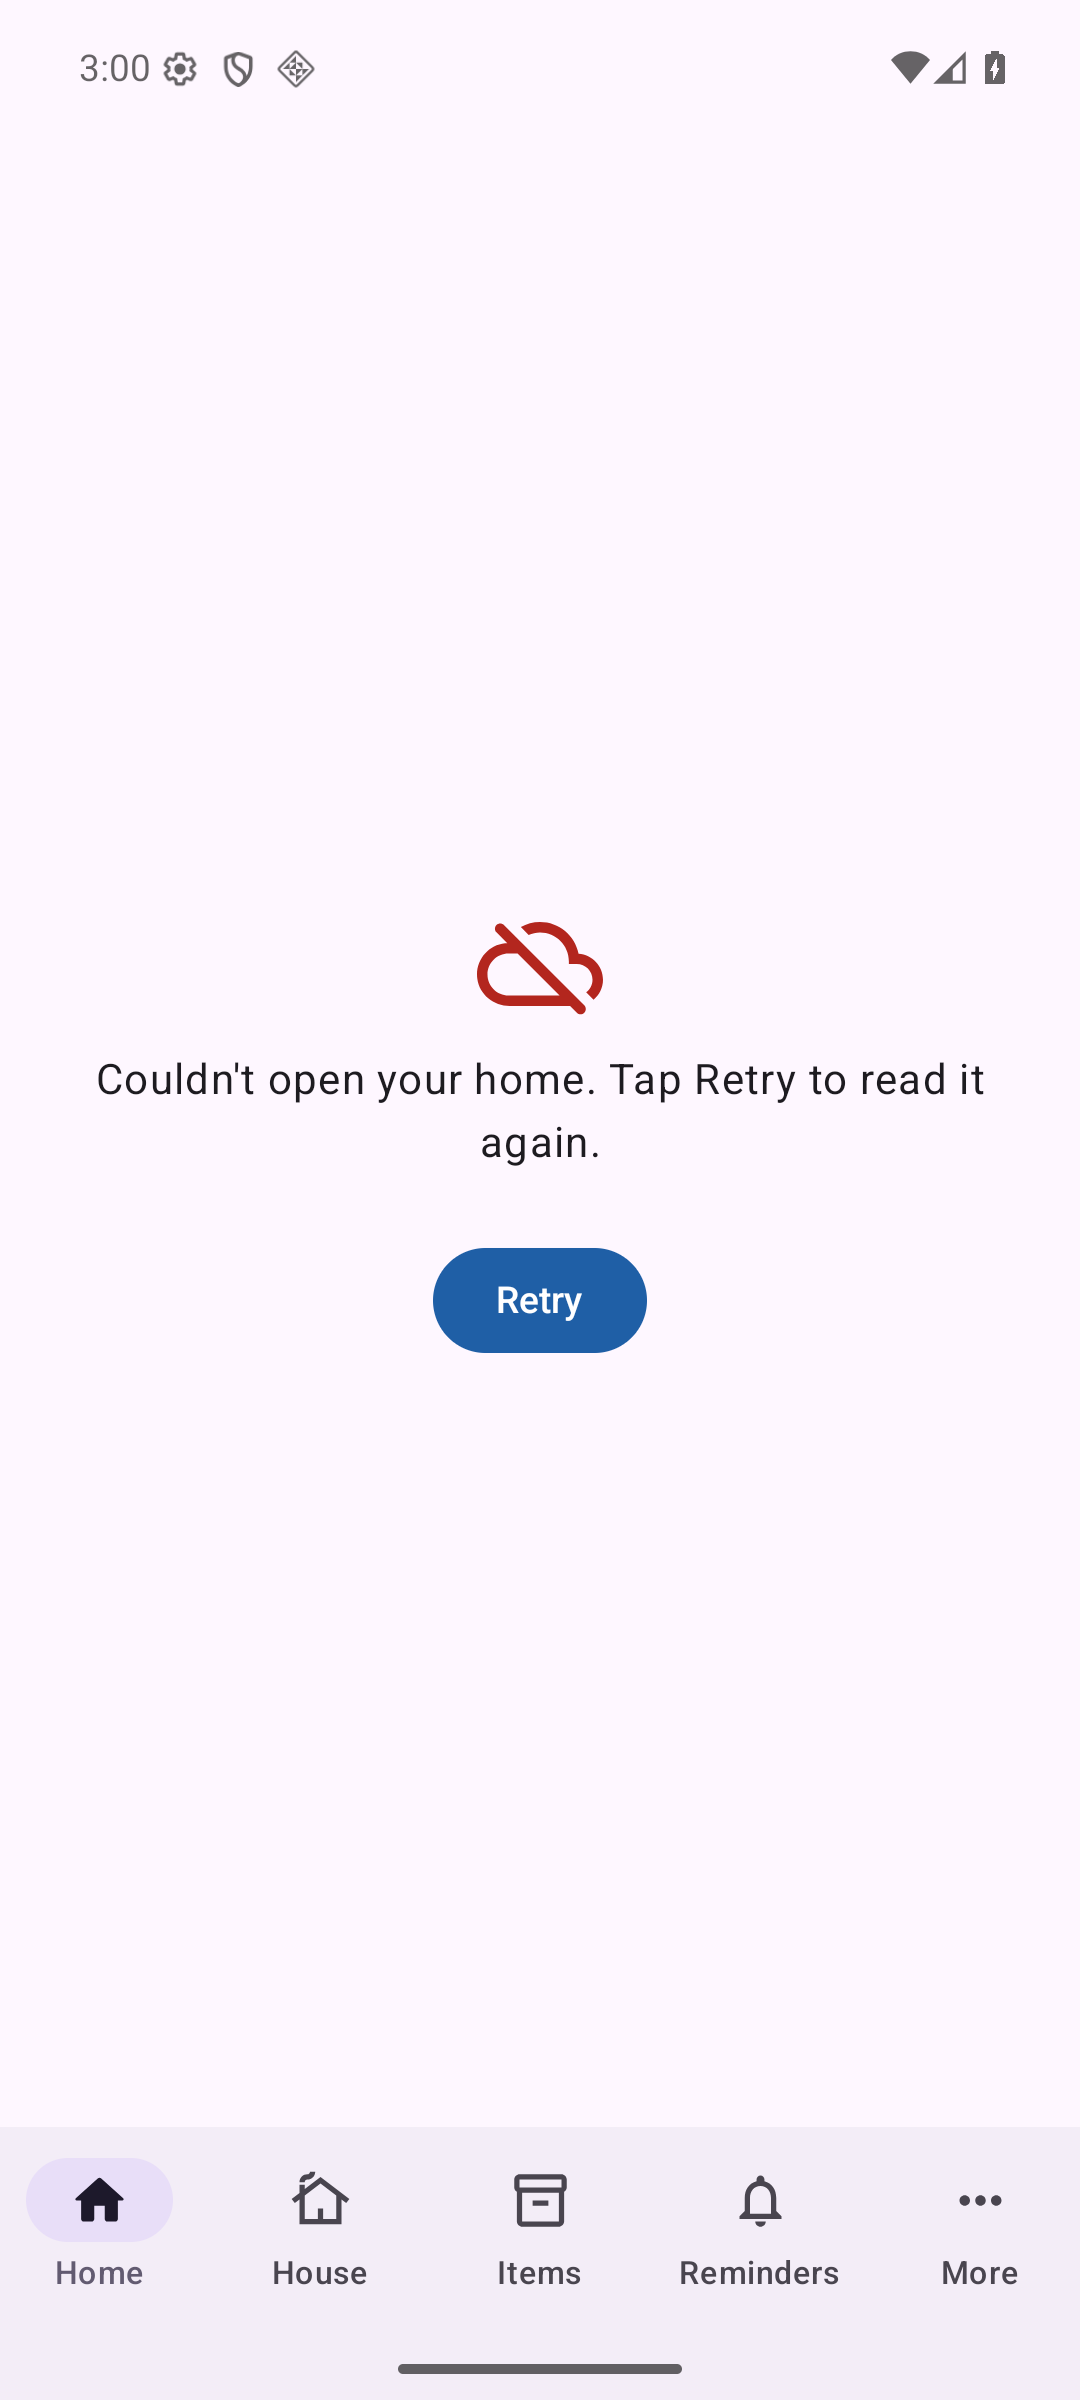 3:00
Couldn't open your home. Tap Retry to read it
again.
Retry
Home
House
Items
Reminders
More